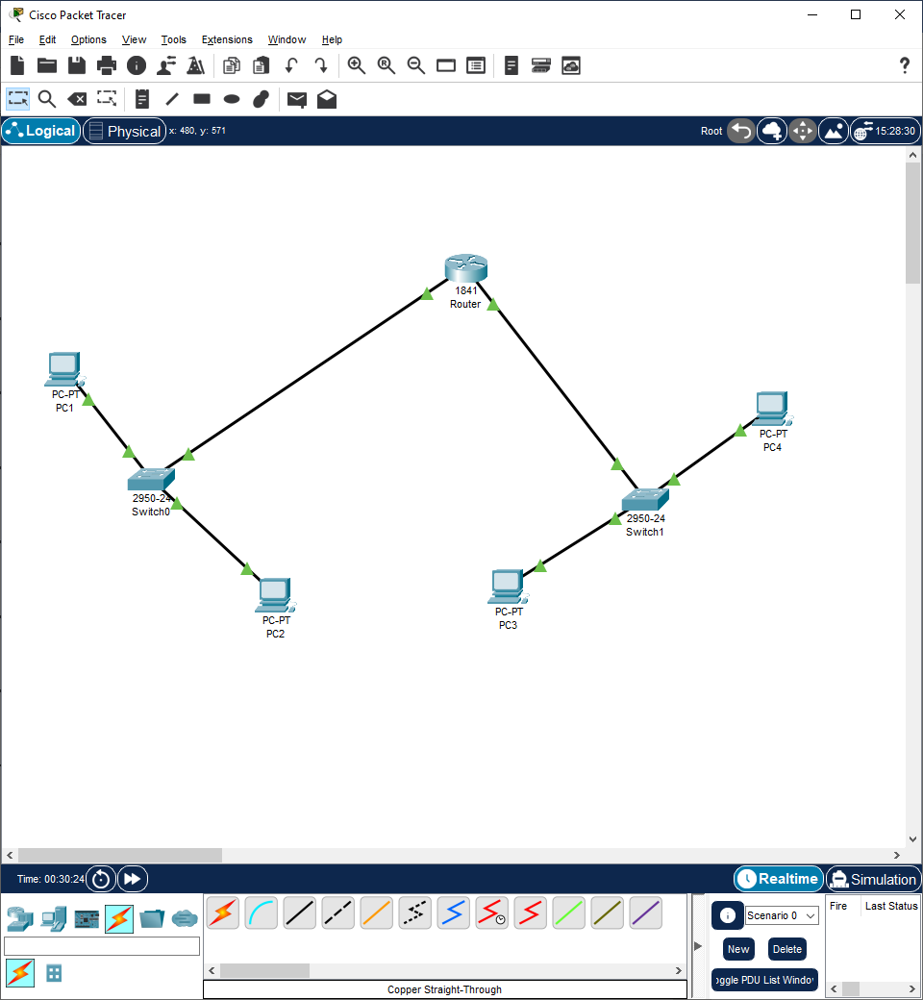 Cisco Packet Tracer
File Edit Options View Tools Extensions Window Help
R
?
Logical Physical x: 480, y: 571 Root 15:28:30
1841
Router
PC-PT
PC1
PC-PT
PC4
2950-24
Switch0
2950-24
Switch1
PC-PT
PC2
PC-PT
PC3
Time: 00:30:24 Realtime Simulation
Scenario 0
New Delete
oggle PDU List Windo
Fire Last Status
Copper Straight-Through